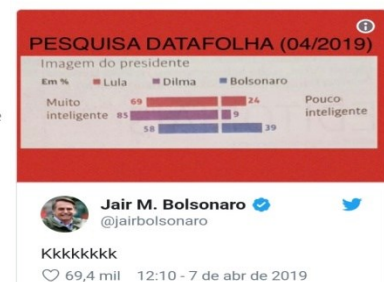 PESQUISA DATAFOLHA (04/2019)
Imagem do presidente
Em % Lula Dilma Bolsonaro
Muito inteligente 69 24 Pouco inteligente
85 9
58 39
Jair M. Bolsonaro
@jairbolsonaro
Kkkkkkkk
69,4 mil 12:10 - 7 de abr de 2019